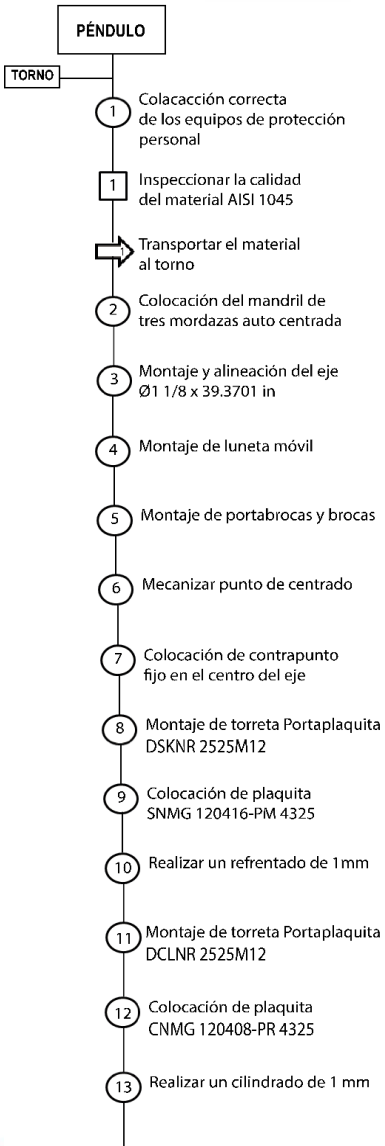 PÉNDULO
TORNO
1
Colacacción correcta
de los equipos de protección
personal
1
Inspeccionar la calidad
del material AISI 1045
1
Transportar el material
al torno
2
Colocación del mandril de
tres mordazas auto centrada
3
Montaje y alineación del eje
Ø1 1/8 x 39.3701 in
4
Montaje de luneta móvil
5
Montaje de portabrocas y brocas
6
Mecanizar punto de centrado
7
Colocación de contrapunto
fijo en el centro del eje
8
Montaje de torreta Portaplaquita
DSKNR 2525M12
9
Colocación de plaquita
SNMG 120416-PM 4325
10
Realizar un refrentado de 1mm
11
Montaje de torreta Portaplaquita
DCLNR 2525M12
12
Colocación de plaquita
CNMG 120408-PR 4325
13
Realizar un cilindrado de 1 mm